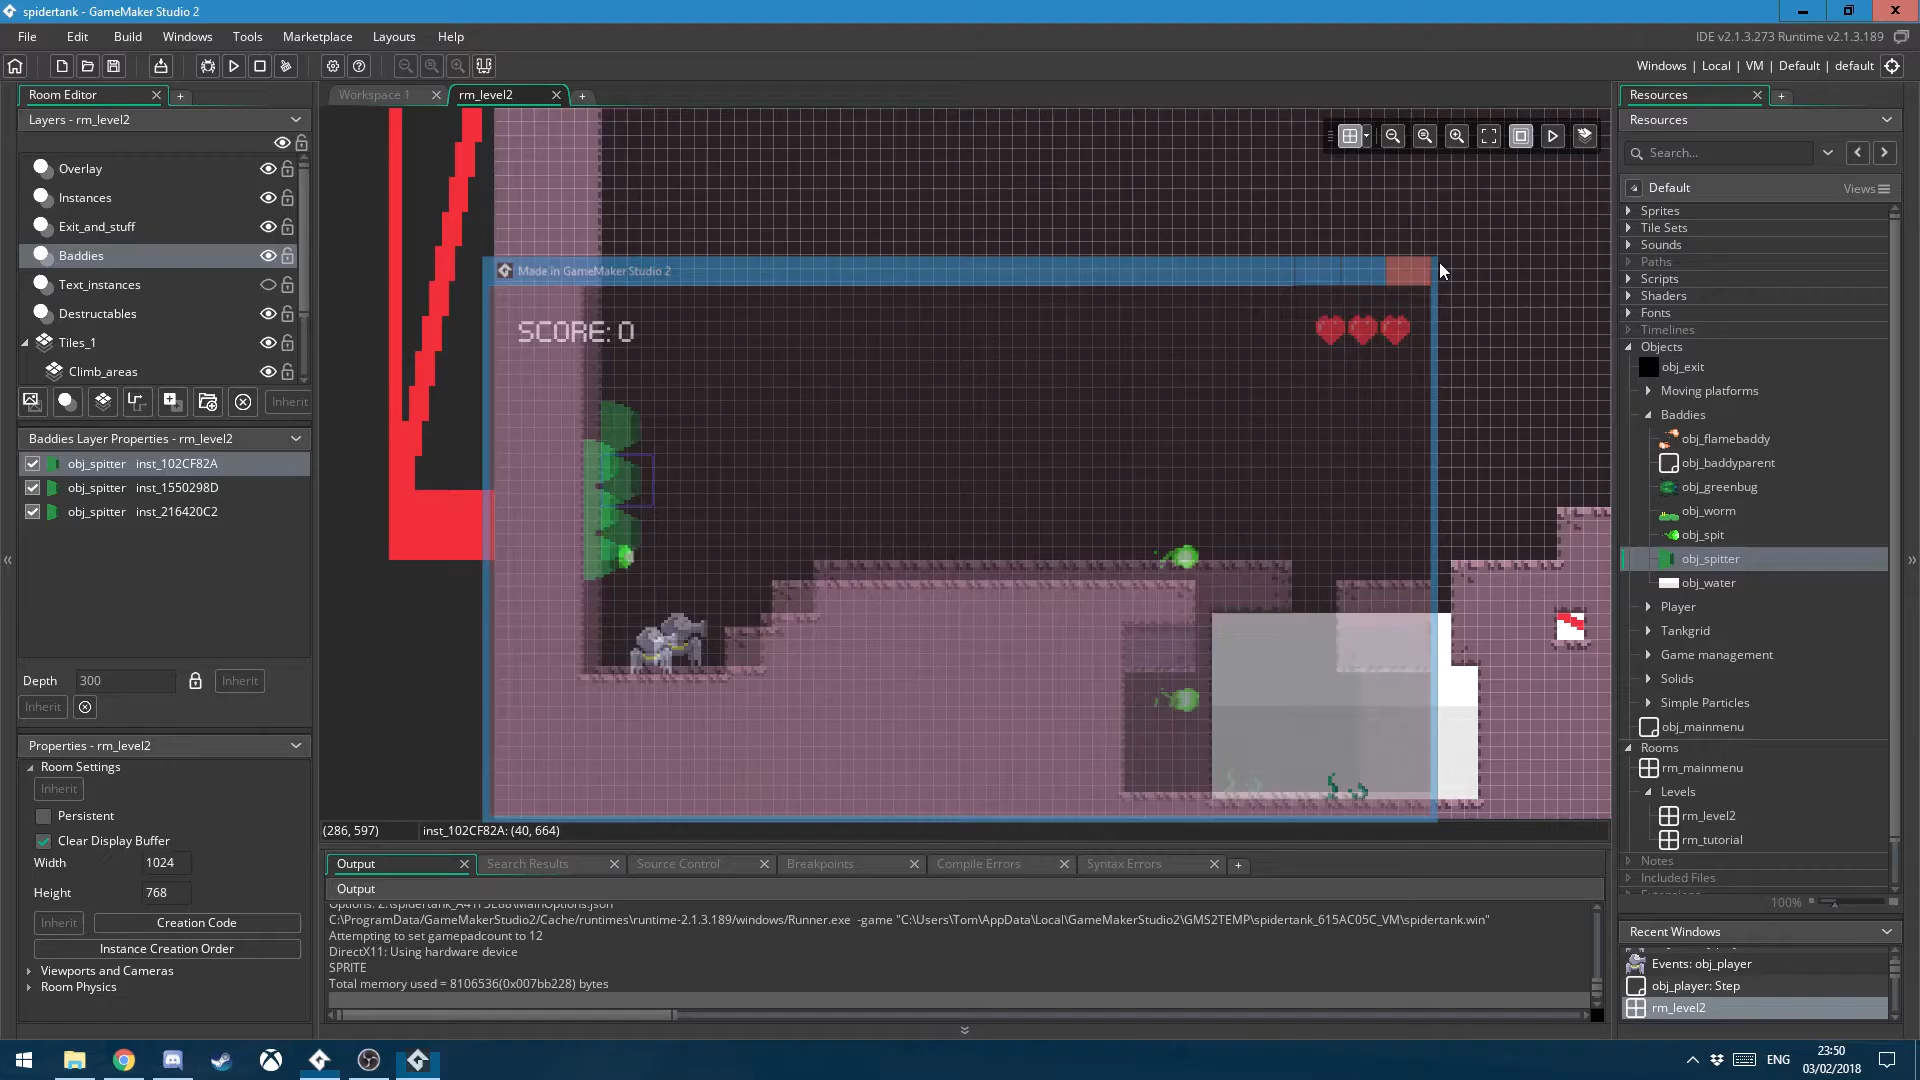 spidertank - GameMaker Studio 2
File Edit Build Windows Tools Marketplace Layouts Help
IDE v2.1.3.273 Runtime v2.1.3.189
Windows | Local | VM | Default | default
Room Editor
Workspace 1
rm_level2
Resources
Layers - rm_level2
Resources
Search...
Default
Views
Overlay
Instances
Exit_and_stuff
Baddies
Text_instances
Destructables
Tiles_1
Climb_areas
Inherit
Baddies Layer Properties - rm_level2
obj_spitter inst_102CF82A
obj_spitter inst_1550298D
obj_spitter inst_216420C2
Depth 300 Inherit
Inherit
Properties - rm_level2
Room Settings
Inherit
Persistent
Clear Display Buffer
Width 1024
Height 768
Inherit Creation Code
Instance Creation Order
Viewports and Cameras
Room Physics
Made in GameMaker Studio 2
SCORE: 0
(286, 597) inst_102CF82A: (40, 664)
Output Search Results Source Control Breakpoints Compile Errors Syntax Errors
Output
C:\ProgramData/GameMakerStudio2/Cache/runtimes\runtime-2.1.3.189/windows/Runner.exe -game "C:\Users\Tom\AppData\Local\GameMakerStudio2\GMS2TEMP\spidertank_615AC05C_VM\spidertank.win"
Attempting to set gamepadcount to 12
DirectX11: Using hardware device
SPRITE
Total memory used = 8106536(0x007bb228) bytes
Sprites
Tile Sets
Sounds
Paths
Scripts
Shaders
Fonts
Timelines
Objects
obj_exit
Moving platforms
Baddies
obj_flamebaddy
obj_baddyparent
obj_greenbug
obj_worm
obj_spit
obj_spitter
obj_water
Player
Tankgrid
Game management
Solids
Simple Particles
obj_mainmenu
Rooms
rm_mainmenu
Levels
rm_level2
rm_tutorial
Notes
Included Files
100%
Recent Windows
Events: obj_player
obj_player: Step
rm_level2
ENG
23:50
03/02/2018